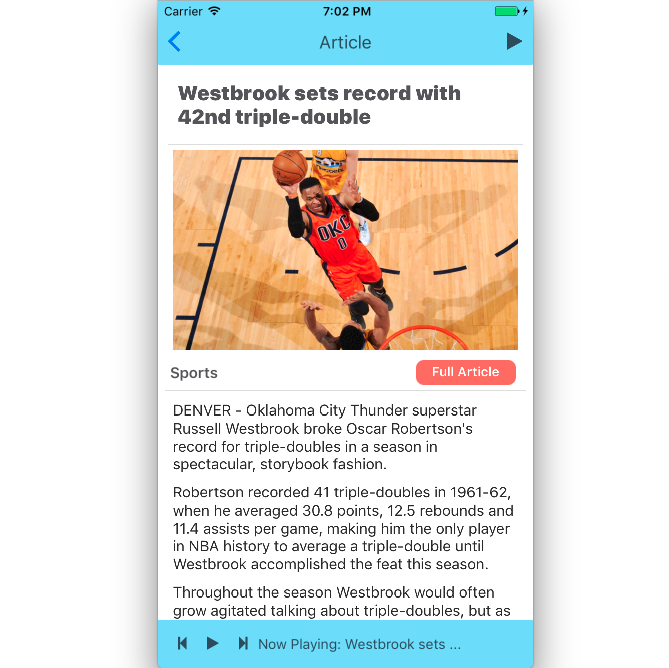 Carrier 7:02 PM
Article
Westbrook sets record with
42nd triple-double
OKC
0
Sports
Full Article
DENVER - Oklahoma City Thunder superstar
Russell Westbrook broke Oscar Robertson's
record for triple-doubles in a season in
spectacular, storybook fashion.
Robertson recorded 41 triple-doubles in 1961-62,
when he averaged 30.8 points, 12.5 rebounds and
11.4 assists per game, making him the only player
in NBA history to average a triple-double until
Westbrook accomplished the feat this season.
Throughout the season Westbrook would often
grow agitated talking about triple-doubles, but as
Now Playing: Westbrook sets ...